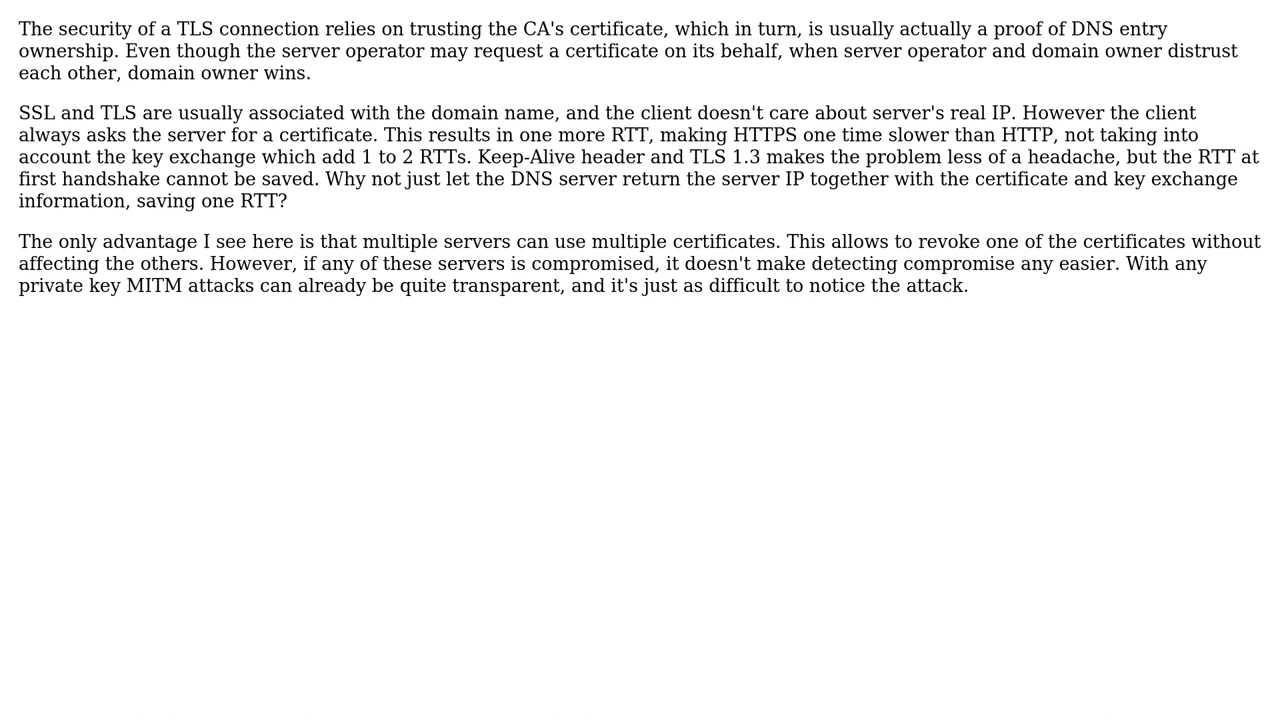 The security of a TLS connection relies on trusting the CA's certificate, which in turn, is usually actually a proof of DNS entry
ownership. Even though the server operator may request a certificate on its behalf, when server operator and domain owner distrust
each other, domain owner wins.
SSL and TLS are usually associated with the domain name, and the client doesn't care about server's real IP. However the client
always asks the server for a certificate. This results in one more RTT, making HTTPS one time slower than HTTP, not taking into
account the key exchange which add 1 to 2 RTTs. Keep-Alive header and TLS 1.3 makes the problem less of a headache, but the RTT at
first handshake cannot be saved. Why not just let the DNS server return the server IP together with the certificate and key exchange
information, saving one RTT?
The only advantage I see here is that multiple servers can use multiple certificates. This allows to revoke one of the certificates without
affecting the others. However, if any of these servers is compromised, it doesn't make detecting compromise any easier. With any
private key MITM attacks can already be quite transparent, and it's just as difficult to notice the attack.